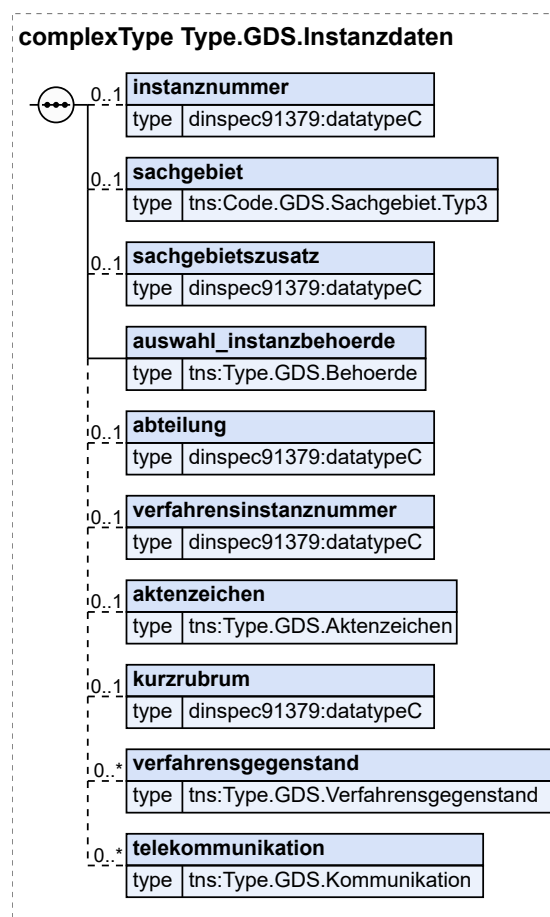 complexType Type.GDS.Instanzdaten
0..1 instanznummer
type dinspec91379:datatypeC
0..1 sachgebiet
type tns:Code.GDS.Sachgebiet.Typ3
0..1 sachgebietszusatz
type dinspec91379:datatypeC
auswahl_instanzbehoerde
type tns:Type.GDS.Behoerde
0..1 abteilung
type dinspec91379:datatypeC
0..1 verfahrensinstanznummer
type dinspec91379:datatypeC
0..1 aktenzeichen
type tns:Type.GDS.Aktenzeichen
0..1 kurzrubrum
type dinspec91379:datatypeC
0..* verfahrensgegenstand
type tns:Type.GDS.Verfahrensgegenstand
0..* telekommunikation
type tns:Type.GDS.Kommunikation